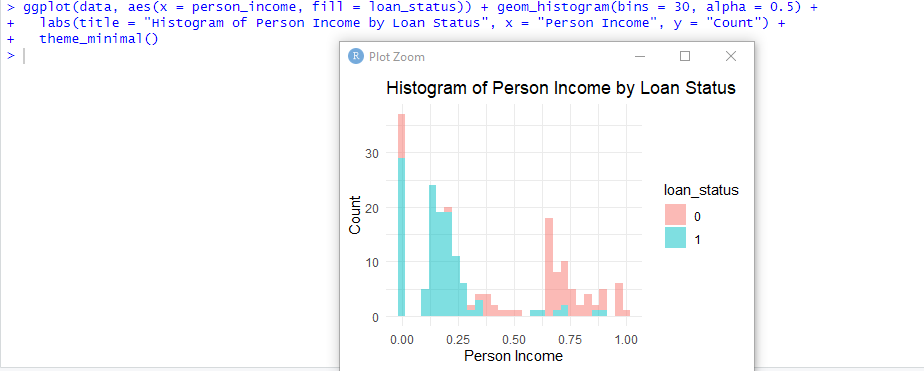 > ggplot(data, aes(x = person_income, fill = loan_status)) + geom_histogram(bins = 30, alpha = 0.5) +
+   labs(title = "Histogram of Person Income by Loan Status", x = "Person Income", y = "Count") +
+   theme_minimal()
>
R Plot Zoom
Histogram of Person Income by Loan Status
30
20
10
0
Count
0.00 0.25 0.50 0.75 1.00
Person Income
loan_status
0
1